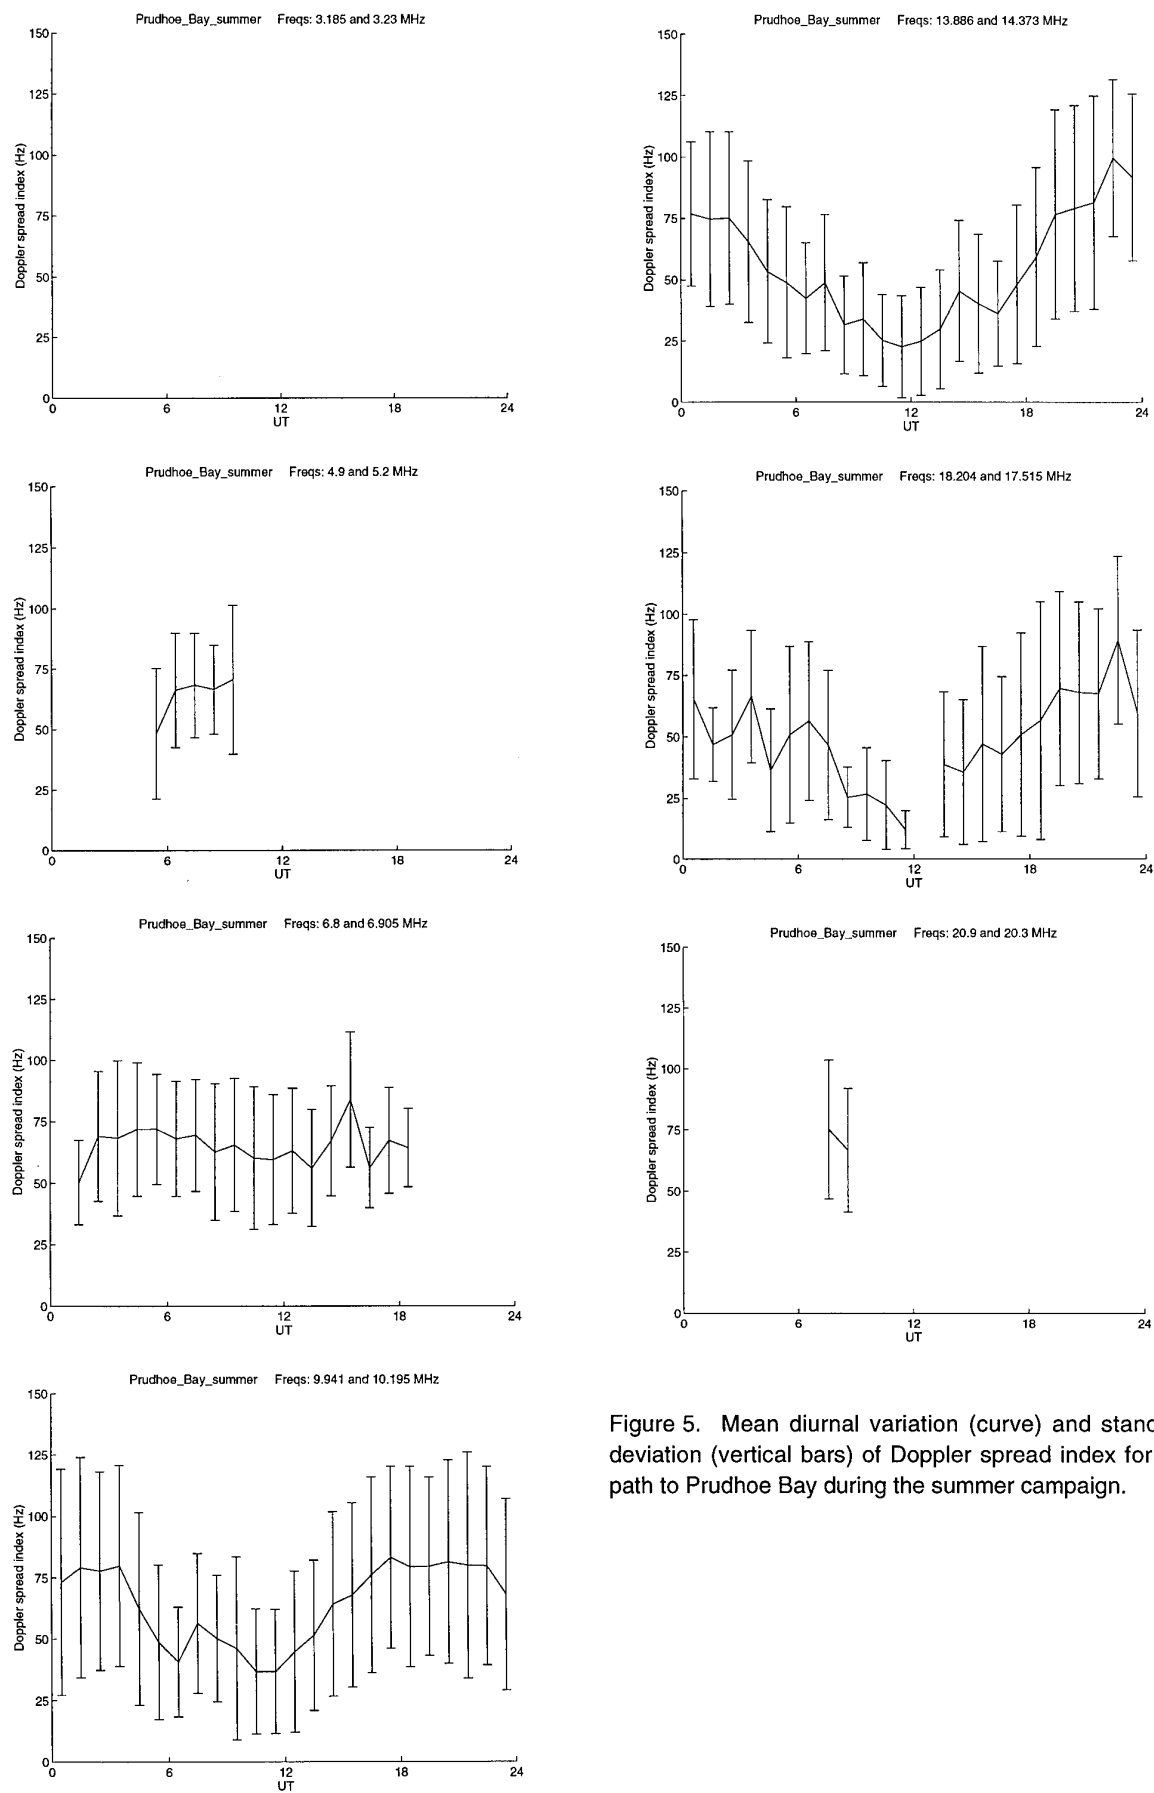 Prudhoe_Bay_summer Freqs: 3.185 and 3.23 MHz
150
125
100
75
50
25
0
Doppler spread index (Hz)
0 6 12 18 24
UT
Prudhoe_Bay_summer Freqs: 4.9 and 5.2 MHz
150
125
100
75
50
25
0
Doppler spread index (Hz)
0 6 12 18 24
UT
Prudhoe_Bay_summer Freqs: 6.8 and 6.905 MHz
150
125
100
75
50
25
0
Doppler spread index (Hz)
0 6 12 18 24
UT
Prudhoe_Bay_summer Freqs: 9.941 and 10.195 MHz
150
125
100
75
50
25
0
Doppler spread index (Hz)
0 6 12 18 24
UT
Prudhoe_Bay_summer Freqs: 13.886 and 14.373 MHz
150
125
100
75
50
25
0
Doppler spread index (Hz)
0 6 12 18 24
UT
Prudhoe_Bay_summer Freqs: 18.204 and 17.515 MHz
150
125
100
75
50
25
0
Doppler spread index (Hz)
0 6 12 18 24
UT
Prudhoe_Bay_summer Freqs: 20.9 and 20.3 MHz
150
125
100
75
50
25
0
Doppler spread index (Hz)
0 6 12 18 24
UT
Figure 5. Mean diurnal variation (curve) and stand
deviation (vertical bars) of Doppler spread index for
path to Prudhoe Bay during the summer campaign.